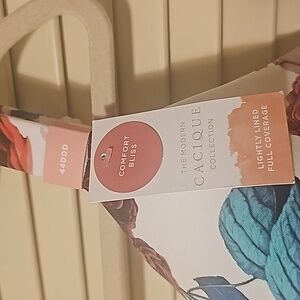 44DDD
COMFORT
BLISS
THE MODERN
CACIQUE
COLLECTION
LIGHTLY LINED
FULL COVERAGE